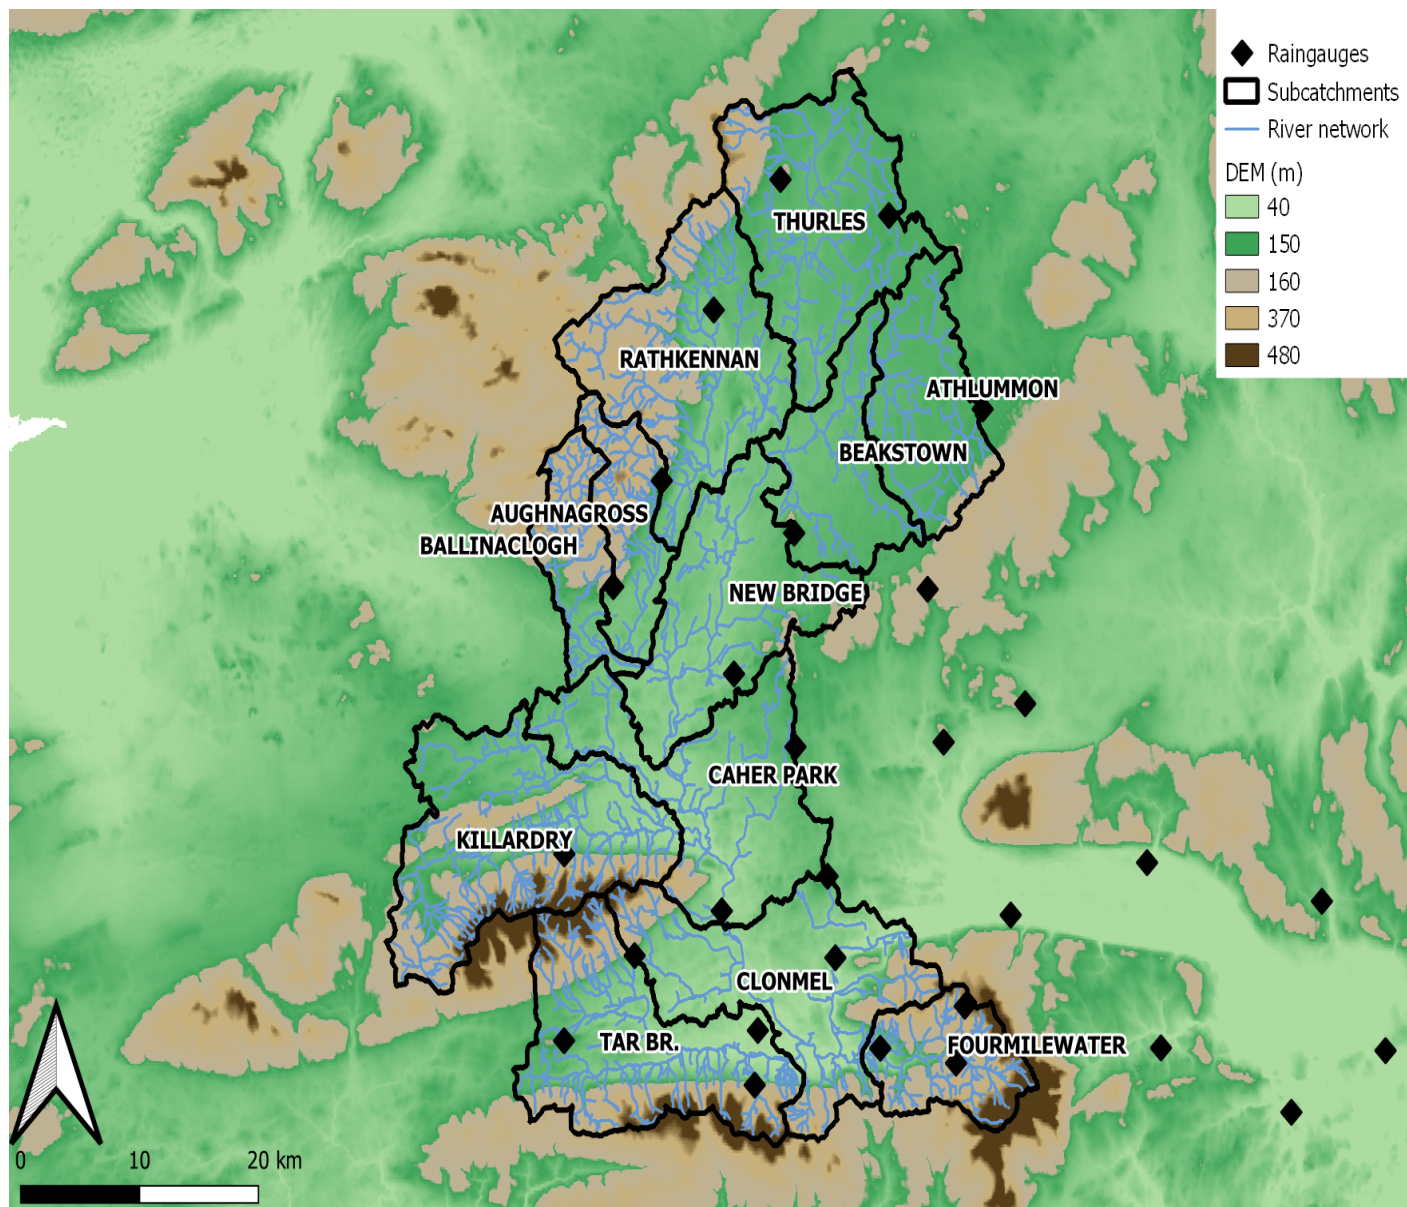 Raingauges
Subcatchments
River network
DEM (m)
40
150
160
370
480
THURLES
RATHKENNAN
ATHLUMMON
BEAKSTOWN
AUGHNAGROSS
BALLINACLOGH
NEW BRIDGE
CAHER PARK
KILLARDRY
CLONMEL
TAR BR.
FOURMILEWATER
0 10 20 km